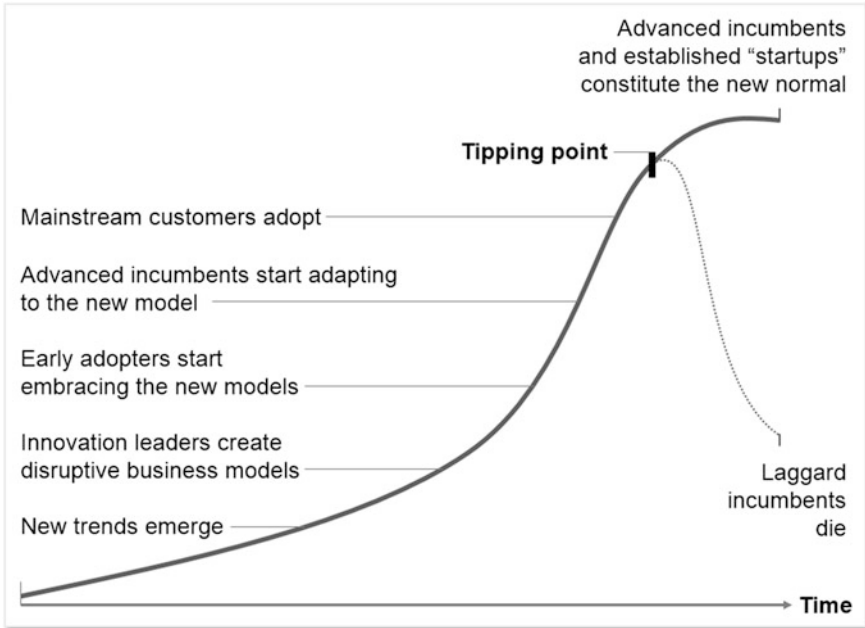 Advanced incumbents
and established “startups”
constitute the new normal
Tipping point
Mainstream customers adopt
Advanced incumbents start adapting
to the new model
Early adopters start
embracing the new models
Innovation leaders create
disruptive business models
Laggard
incumbents
die
New trends emerge
Time